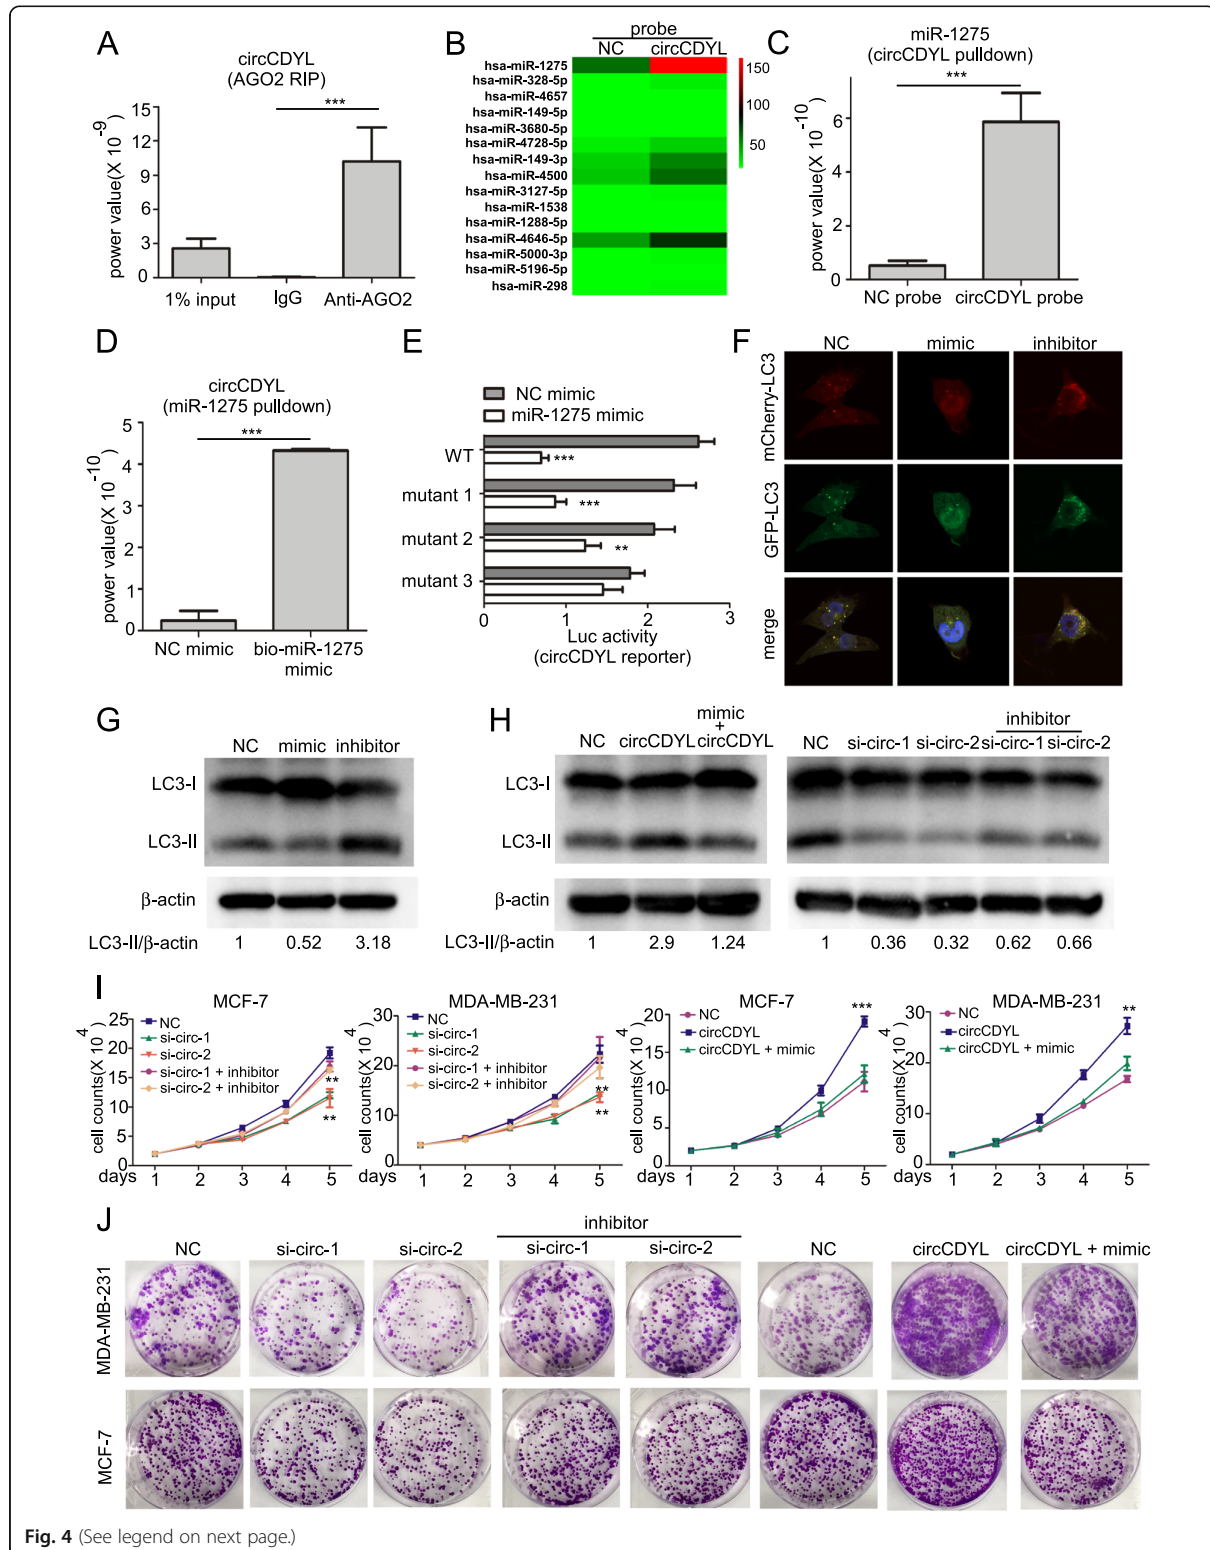 A
circCDYL
(AGO2 RIP)
***
power value(X 10 -9)
15
12
9
6
3
0
1% input
IgG
Anti-AGO2
B
probe
NC circCDYL
hsa-miR-1275
hsa-miR-328-5p
hsa-miR-4657
hsa-miR-149-5p
hsa-miR-3680-5p
hsa-miR-4728-5p
hsa-miR-149-3p
hsa-miR-4500
hsa-miR-3127-5p
hsa-miR-1538
hsa-miR-1288-5p
hsa-miR-4646-5p
hsa-miR-5000-3p
hsa-miR-5196-5p
hsa-miR-298
150
100
50
C
miR-1275
(circCDYL pulldown)
***
power value(X 10 -10)
6
4
2
0
NC probe circCDYL probe
D
circCDYL
(miR-1275 pulldown)
***
power value(X 10 -10)
5
4
3
2
1
0
NC mimic bio-miR-1275
mimic
E
NC mimic
miR-1275 mimic
WT
***
mutant 1
***
mutant 2
**
mutant 3
0 1 2 3
Luc activity
(circCDYL reporter)
F
NC mimic inhibitor
mCherry-LC3
GFP-LC3
merge
G
NC mimic inhibitor
LC3-I
LC3-II
β-actin
LC3-II/β-actin 1 0.52 3.18
H
mimic
+
NC circCDYL circCDYL
inhibitor
NC si-circ-1 si-circ-2 si-circ-1 si-circ-2
LC3-I
LC3-II
β-actin
LC3-II/β-actin 1 2.9 1.24 1 0.36 0.32 0.62 0.66
I
MCF-7
cell counts(X 10 4)
25
20
15
10
5
0
NC
si-circ-1
si-circ-2
si-circ-1 + inhibitor
si-circ-2 + inhibitor
**
**
days 1 2 3 4 5
MDA-MB-231
cell counts(X 10 4)
30
20
10
0
NC
si-circ-1
si-circ-2
si-circ-1 + inhibitor
si-circ-2 + inhibitor
**
**
1 2 3 4 5
MCF-7
cell counts(X 10 4)
20
15
10
5
0
NC
circCDYL
circCDYL + mimic
***
1 2 3 4 5
MDA-MB-231
cell counts(X 10 4)
30
20
10
0
NC
circCDYL
circCDYL + mimic
**
days 1 2 3 4 5
J
inhibitor
NC si-circ-1 si-circ-2 si-circ-1 si-circ-2 NC circCDYL circCDYL + mimic
MDA-MB-231
MCF-7
Fig. 4 (See legend on next page.)